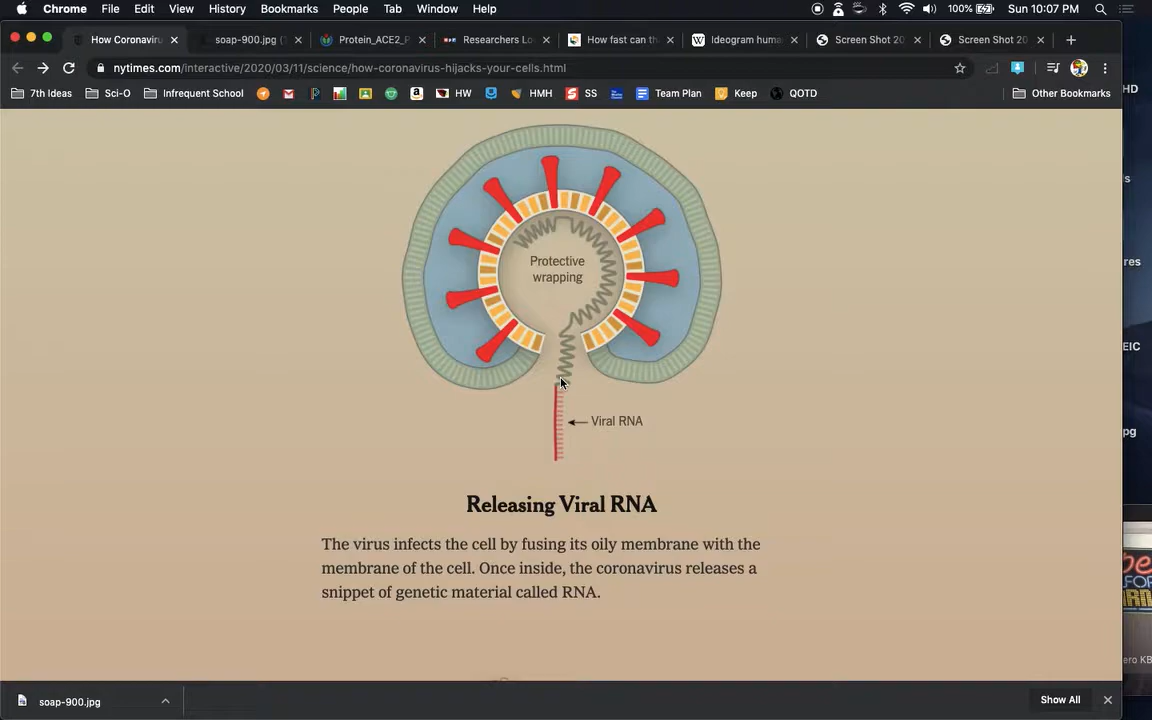 Chrome File Edit View History Bookmarks People Tab Window Help 100% Sun 10:07 PM
How Coronaviru soap-900.jpg (1 Protein_ACE2_P Researchers Lo How fast can th Ideogram huma Screen Shot 20 Screen Shot 20
nytimes.com/interactive/2020/03/11/science/how-coronavirus-hijacks-your-cells.html
7th Ideas Sci-O Infrequent School HW HMH SS Team Plan Keep QOTD Other Bookmarks
HD
Protective
wrapping
Viral RNA
Releasing Viral RNA
The virus infects the cell by fusing its oily membrane with the
membrane of the cell. Once inside, the coronavirus releases a
snippet of genetic material called RNA.
soap-900.jpg Show All